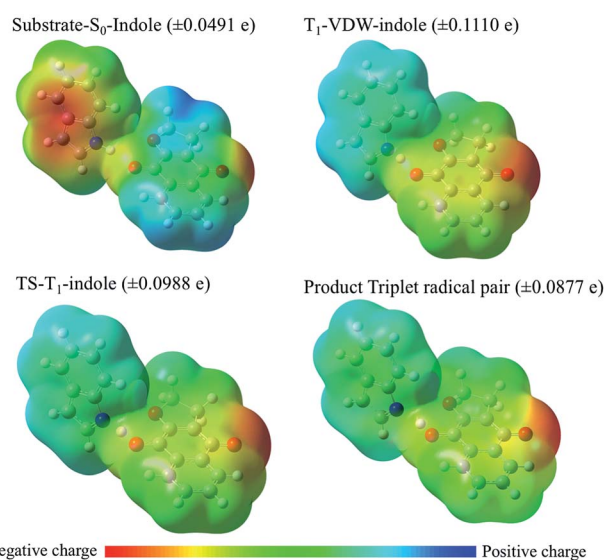 Substrate-S₀-Indole (±0.0491 e)
T₁-VDW-indole (±0.1110 e)
TS-T₁-indole (±0.0988 e)
Product Triplet radical pair (±0.0877 e)
egative charge
Positive charge